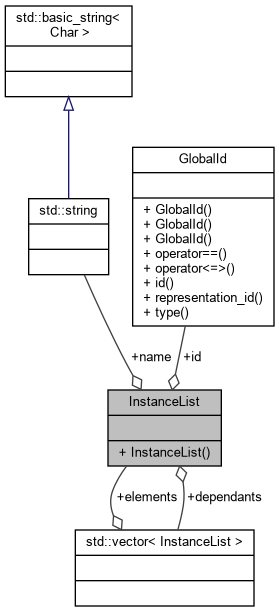 std::basic_string<
Char >
GlobalId
std::string
+ GlobalId()
+ GlobalId()
+ GlobalId()
+ operator==()
+ operator<=>()
+ id()
+ representation_id()
+ type()
+name
+id
InstanceList
+ InstanceList()
+elements
+dependants
std::vector< InstanceList >